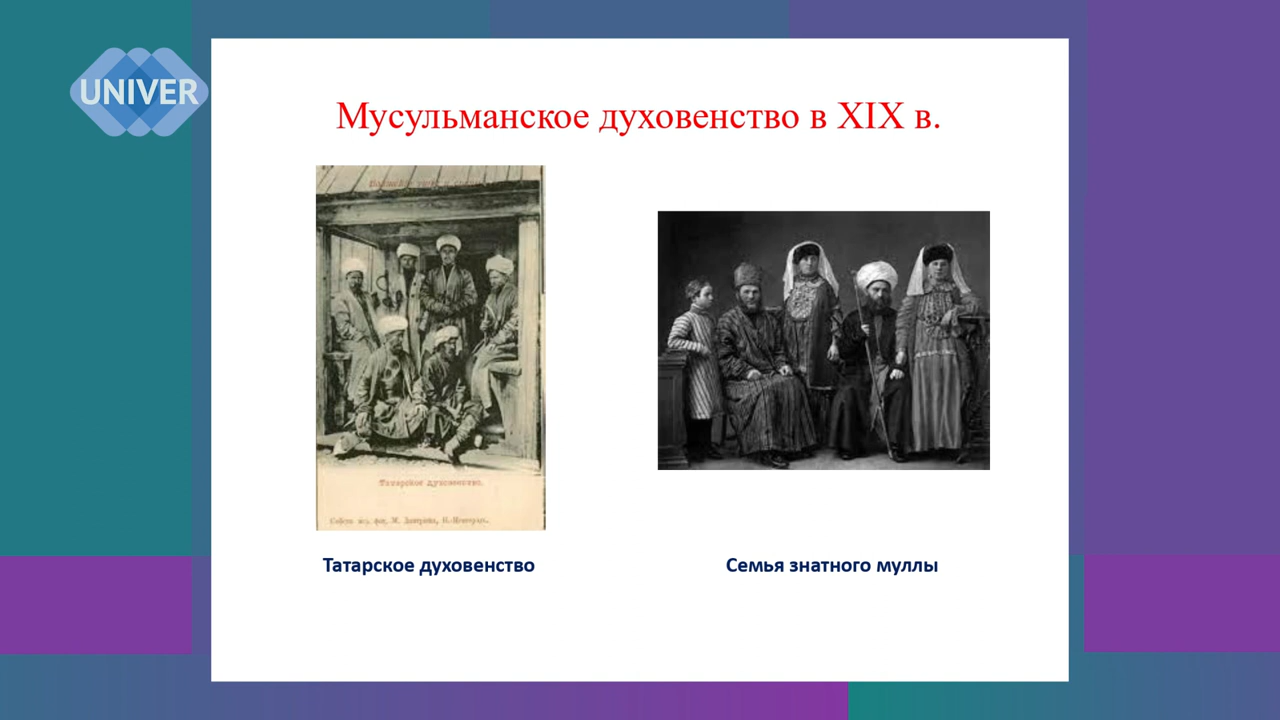 UNIVER
Мусульманское духовенство в XIX в.
Татарское духовенство.
Татарское духовенство
Семья знатного муллы